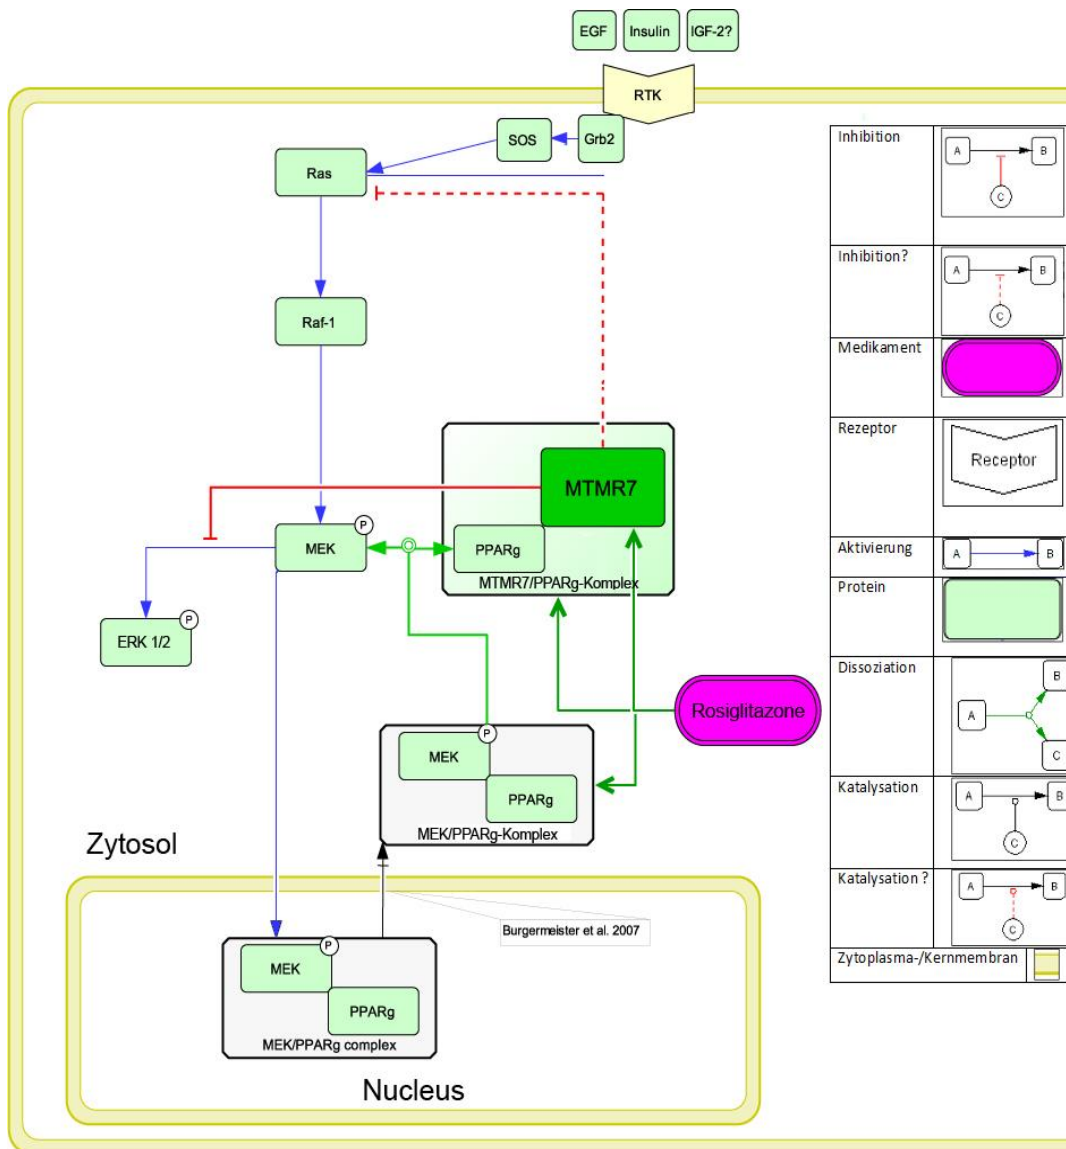 EGF
Insulin
IGF-2?
RTK
SOS
Grb2
Ras
Raf-1
MTMR7
PPARg
MTMR7/PPARg-Komplex
MEK
P
ERK 1/2
P
Rosiglitazone
MEK
P
PPARg
MEK/PPARg-Komplex
Zytosol
Burgermeister et al. 2007
MEK
P
PPARg
MEK/PPARg complex
Nucleus
Inhibition
A
B
C
Inhibition?
A
B
C
Medikament
Rezeptor
Receptor
Aktivierung
A
B
Protein
Dissoziation
A
B
C
Katalysation
A
B
C
Katalysation ?
A
B
C
Zytoplasma-/Kernmembran